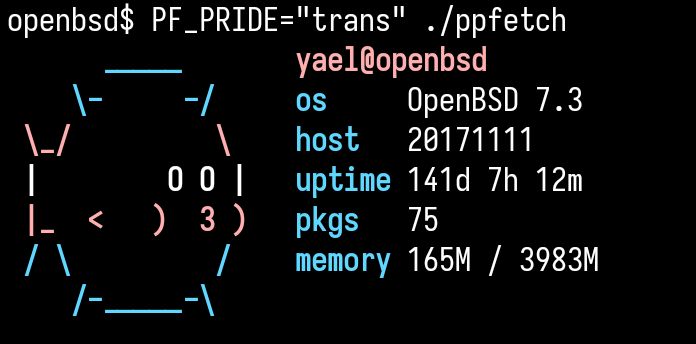 openbsd$ PF_PRIDE="trans" ./ppfetch
      _____       yael@openbsd
    \-     -/     os     OpenBSD 7.3
 \_/         \    host   20171111
 |        O O |   uptime 141d 7h 12m
 |_  <   )  3 )   pkgs   75
 / \         /    memory 165M / 3983M
    /-_____-\